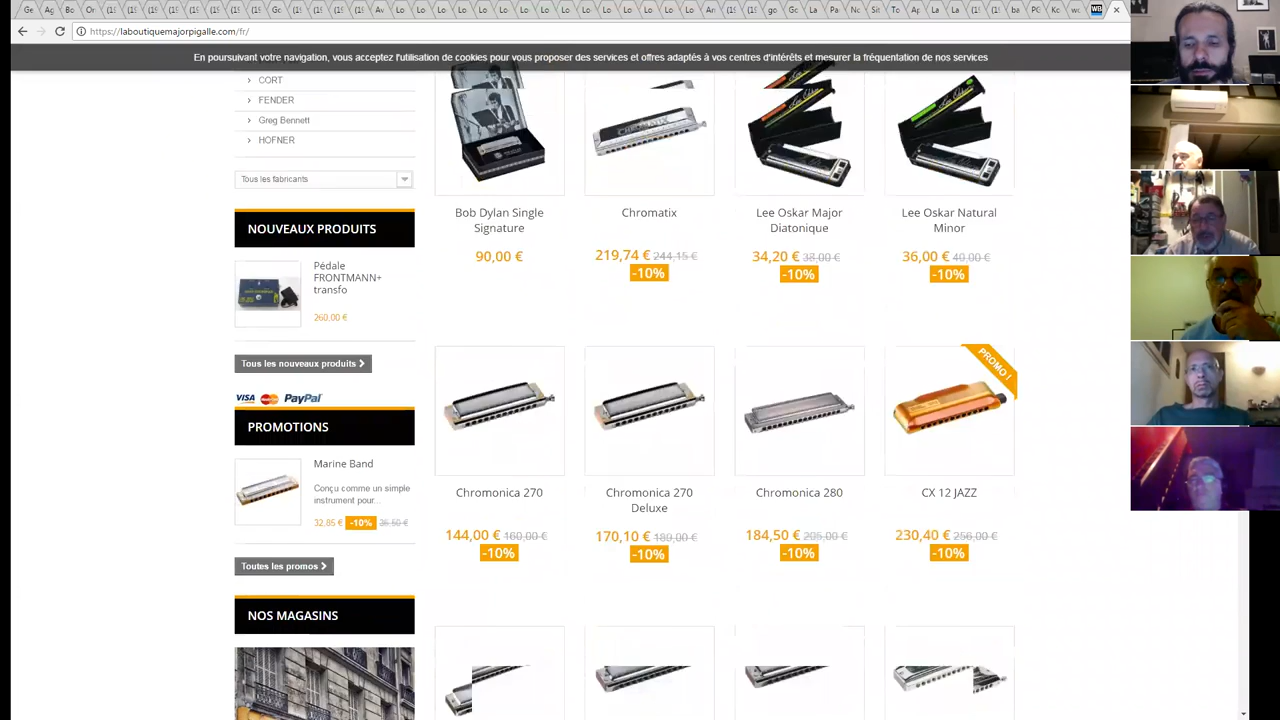 https://laboutiquemajorpigalle.com/fr/
En poursuivant votre navigation, vous acceptez l'utilisation de cookies pour vous proposer des services et offres adaptés à vos centres d'intérêts et mesurer la fréquentation de nos services
CORT
FENDER
Greg Bennett
HOFNER
Tous les fabricants
NOUVEAUX PRODUITS
Pédale
FRONTMANN+
transfo
260,00 €
Tous les nouveaux produits
VISA PayPal
PROMOTIONS
Marine Band
Conçu comme un simple
instrument pour...
32,85 € -10% 36,50 €
Toutes les promos
NOS MAGASINS
Bob Dylan Single
Signature
90,00 €
Chromatix
219,74 € 244,15 €
-10%
Lee Oskar Major
Diatonique
34,20 € 38,00 €
-10%
Lee Oskar Natural
Minor
36,00 € 40,00 €
-10%
Chromonica 270
144,00 € 160,00 €
-10%
Chromonica 270
Deluxe
170,10 € 189,00 €
-10%
Chromonica 280
184,50 € 205,00 €
-10%
PROMO !
CX 12 JAZZ
230,40 € 256,00 €
-10%